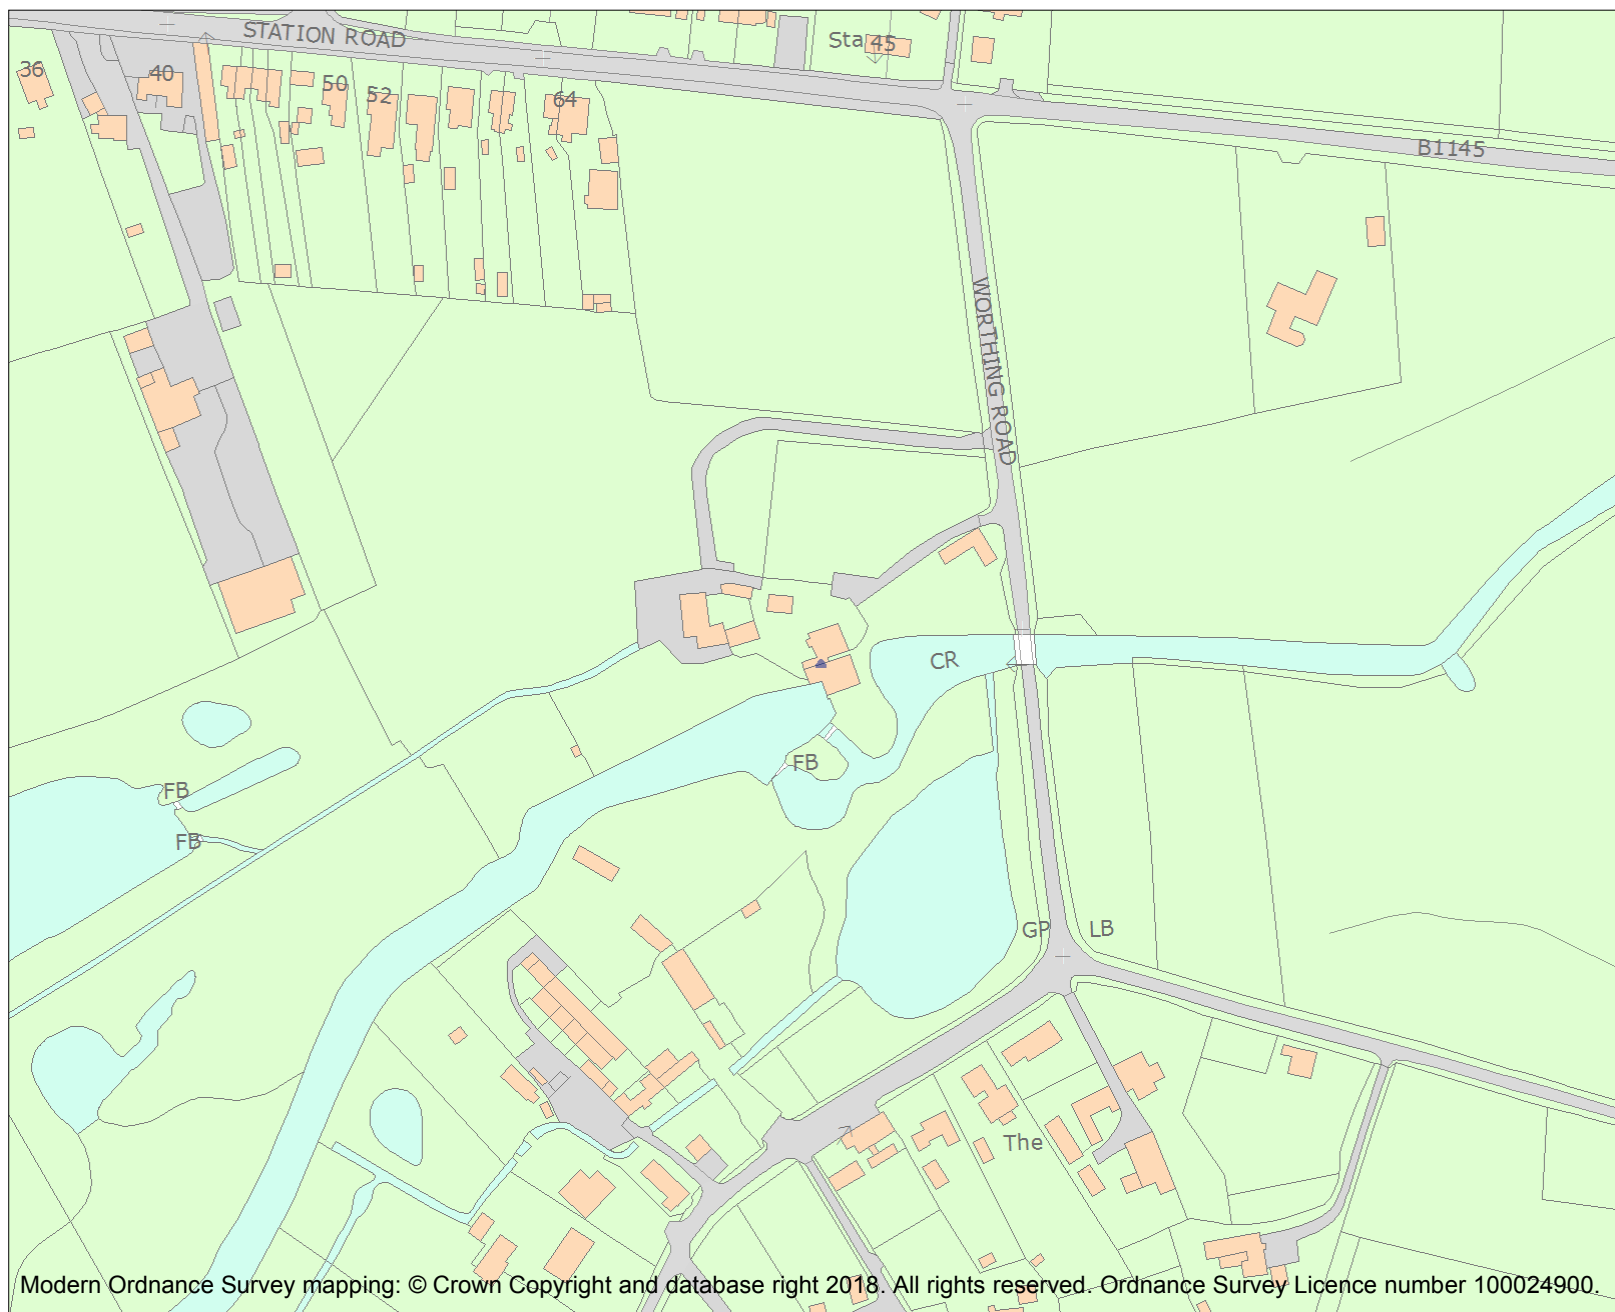 STATION ROAD
Sta 45
36
40
50
52
64
B1145
WORTHING ROAD
CR
FB
FB
FB
GP
LB
The
Modern Ordnance Survey mapping: © Crown Copyright and database right 2018. All rights reserved. Ordnance Survey Licence number 100024900.